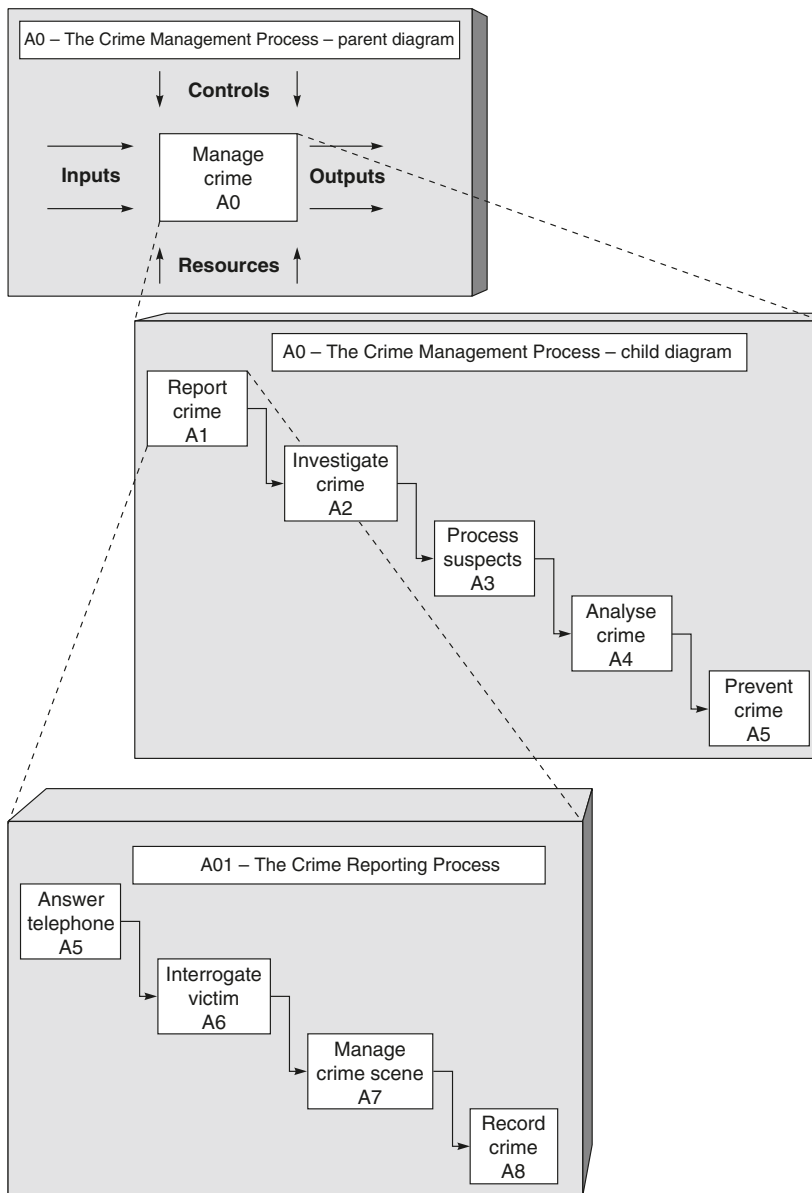 A0 – The Crime Management Process – parent diagram
Controls
Inputs
Manage
crime
A0
Outputs
Resources
A0 – The Crime Management Process – child diagram
Report
crime
A1
Investigate
crime
A2
Process
suspects
A3
Analyse
crime
A4
Prevent
crime
A5
A01 – The Crime Reporting Process
Answer
telephone
A5
Interrogate
victim
A6
Manage
crime scene
A7
Record
crime
A8